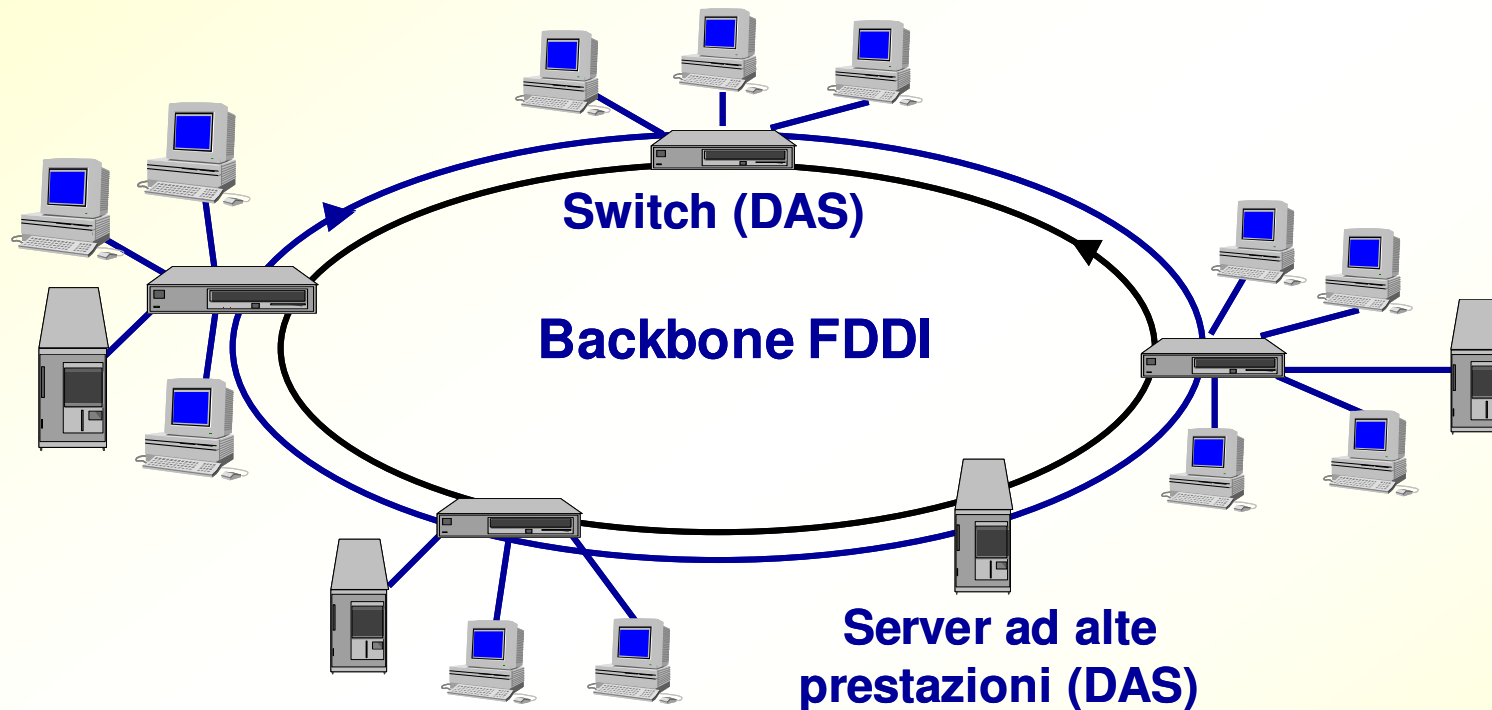 Switch (DAS)
Backbone FDDI
Server ad alte
prestazioni (DAS)